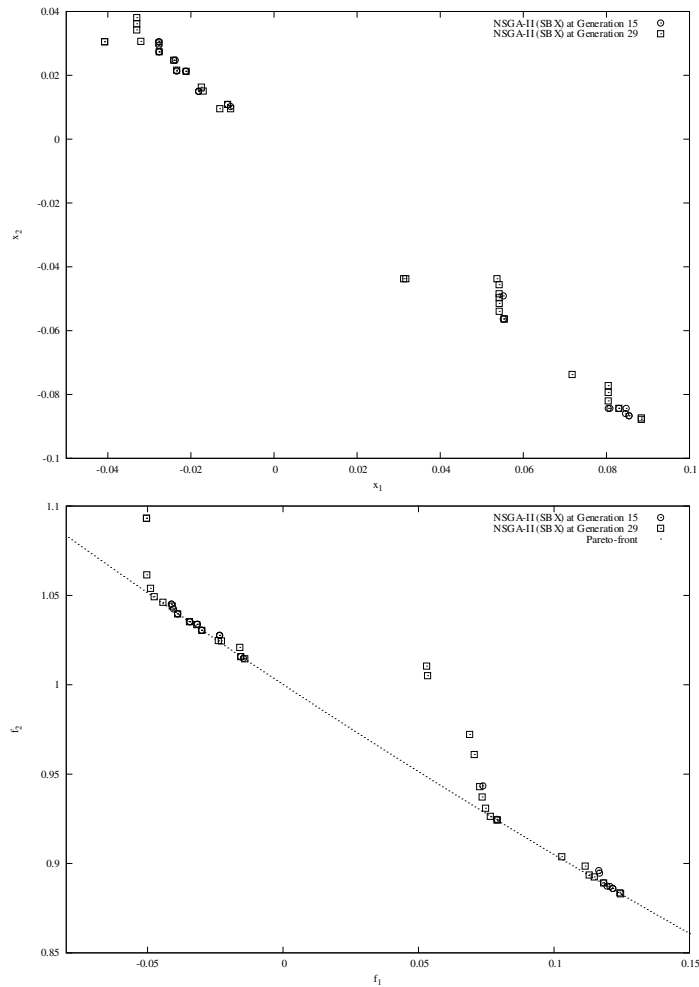 0.04
NSGA-II (SBX) at Generation 15
NSGA-II (SBX) at Generation 29
0.02
0
-0.02
x2
-0.04
-0.06
-0.08
-0.1
-0.04 -0.02 0 0.02 0.04 0.06 0.08 0.1
x1
1.1
NSGA-II (SBX) at Generation 15
NSGA-II (SBX) at Generation 29
Pareto-front
1.05
1
f2
0.95
0.9
0.85
-0.05 0 0.05 0.1 0.15
f1